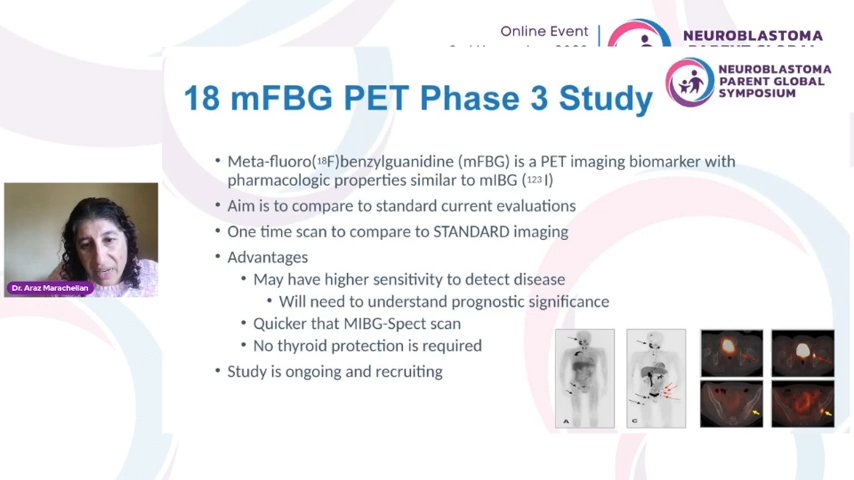 Online Event
NEUROBLASTOMA
18 mFBG PET Phase 3 Study
NEUROBLASTOMA
PARENT GLOBAL
SYMPOSIUM
• Meta-fluoro(18F)benzylguanidine (mFBG) is a PET imaging biomarker with
pharmacologic properties similar to mIBG (123 I)
• Aim is to compare to standard current evaluations
• One time scan to compare to STANDARD imaging
• Advantages
• May have higher sensitivity to detect disease
• Will need to understand prognostic significance
• Quicker that MIBG-Spect scan
• No thyroid protection is required
• Study is ongoing and recruiting
Dr. Araz Marachelian
A
C